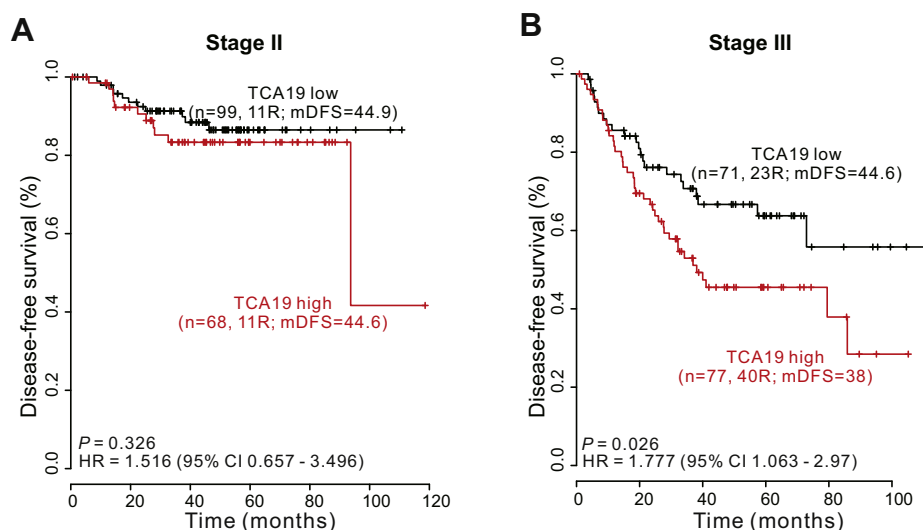 A
Stage II
Disease-free survival (%)
1.0
0.8
0.6
0.4
0.2
0.0
TCA19 low
(n=99, 11R; mDFS=44.9)
TCA19 high
(n=68, 11R; mDFS=44.6)
P = 0.326
HR = 1.516 (95% CI 0.657 - 3.496)
0 20 40 60 80 100 120
Time (months)
B
Stage III
Disease-free survival (%)
1.0
0.8
0.6
0.4
0.2
0.0
TCA19 low
(n=71, 23R; mDFS=44.6)
TCA19 high
(n=77, 40R; mDFS=38)
P = 0.026
HR = 1.777 (95% CI 1.063 - 2.97)
0 20 40 60 80 100
Time (months)